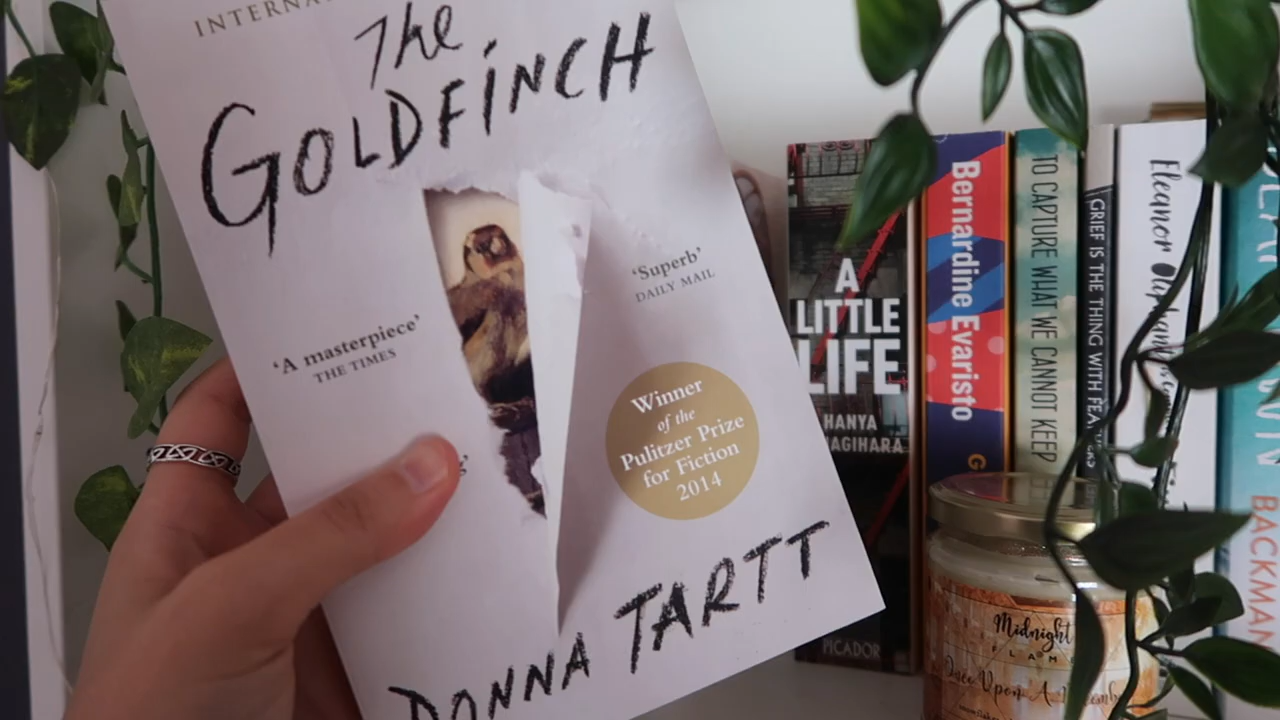 The
GOLDFINCH
'Superb'
DAILY MAIL
'A masterpiece'
THE TIMES
Winner
of the
Pulitzer Prize
for Fiction
2014
DONNA TARTT
A
LITTLE
LIFE
HANYA
PICADOR
Bernardine Evaristo
TO CAPTURE WHAT WE CANNOT KEEP
GRIEF IS THE THING WITH
Eleanor
BACKMAN
Midnight
Once Upon A